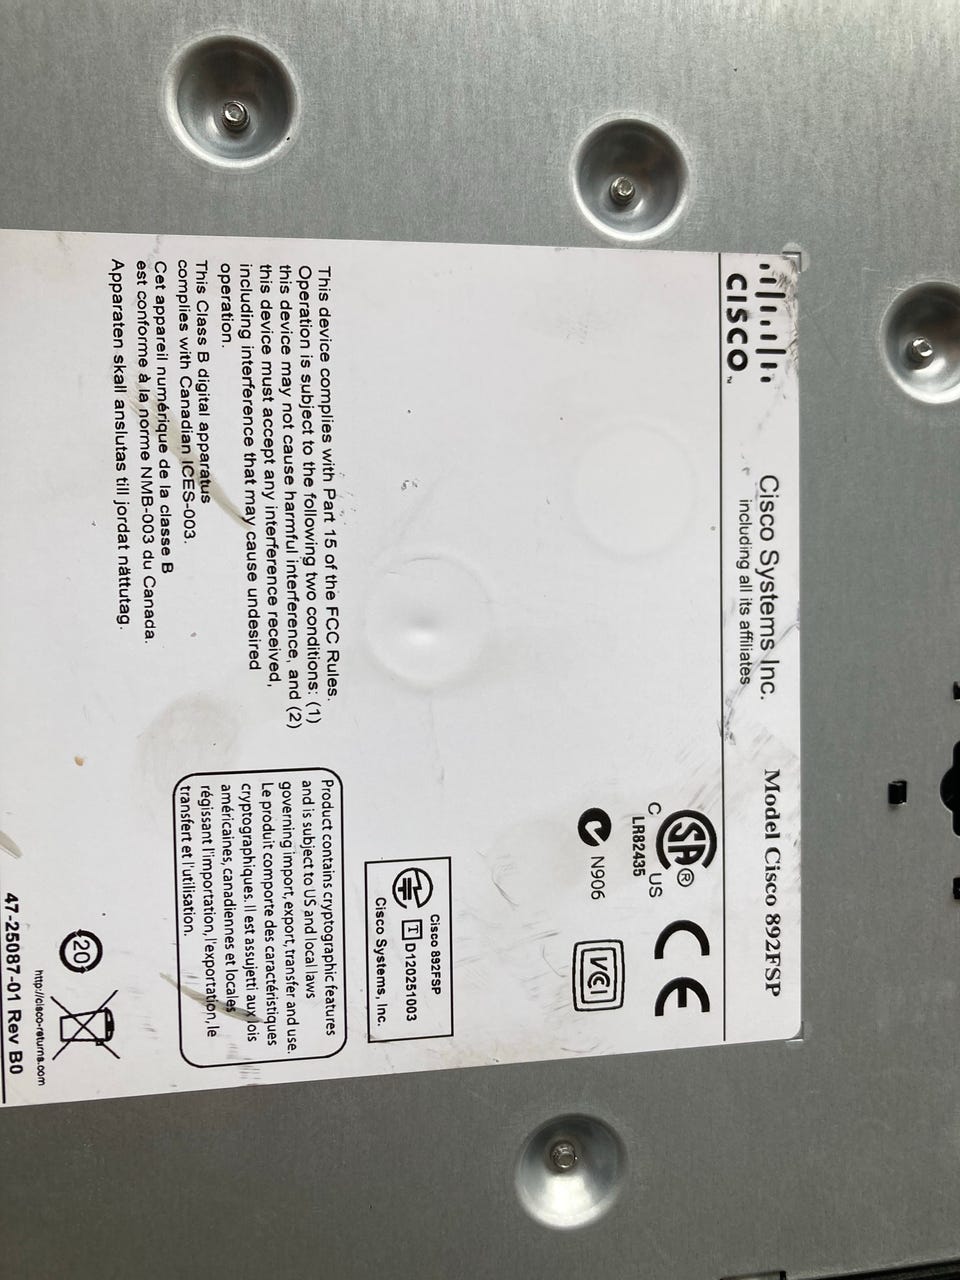 CISCO™
Cisco Systems Inc.
including all its affiliates
Model Cisco 892FSP
SA®
C US
LR82435
CE
N906
VCI
Cisco 892FSP
T D120251003
Cisco Systems, Inc.
This device complies with Part 15 of the FCC Rules.
Operation is subject to the following two conditions: (1)
this device may not cause harmful interference, and (2)
this device must accept any interference received,
including interference that may cause undesired
operation.
This Class B digital apparatus
complies with Canadian ICES-003.
Cet appareil numérique de la classe B
est conforme à la norme NMB-003 du Canada.
Apparaten skall anslutas till jordat nättutag.
Product contains cryptographic features
and is subject to US and local laws
governing import, export, transfer and use.
Le produit comporte des caractéristiques
cryptographiques. Il est assujetti aux lois
américaines, canadiennes et locales
régissant l'importation, l'exportation, le
transfert et l'utilisation.
20
http://cisco-returns.com
47-25087-01 Rev B0